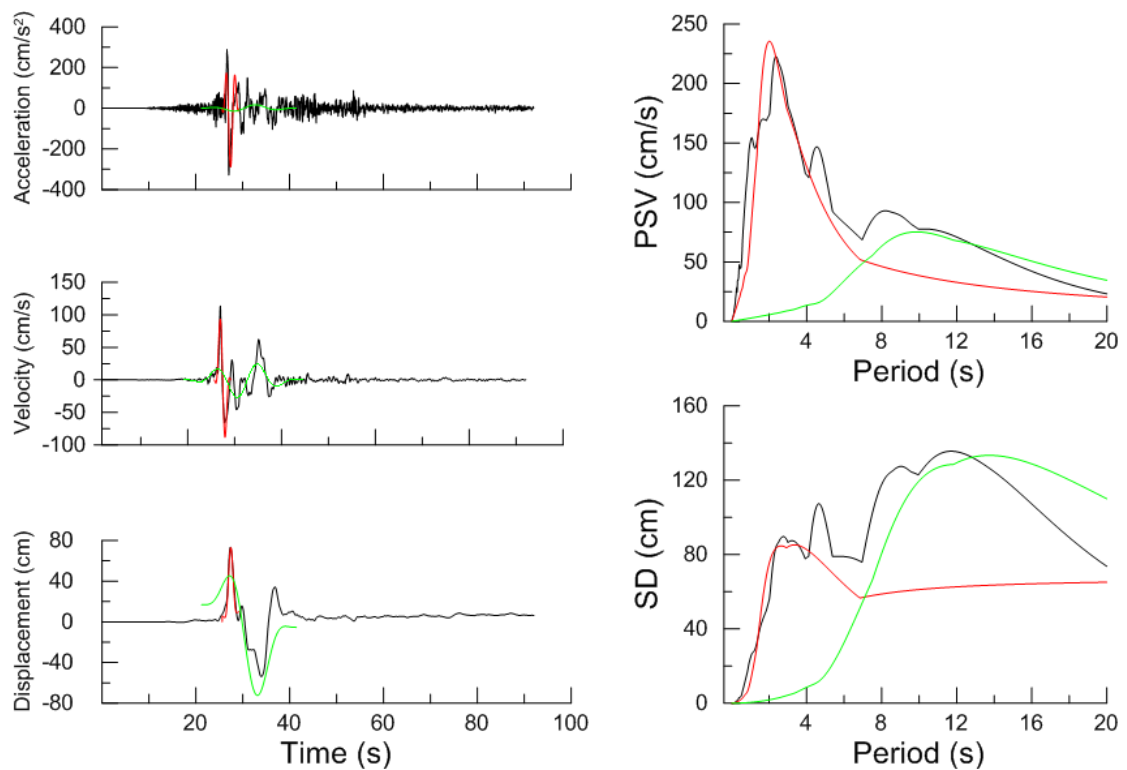 400
200
0
-200
-400
Acceleration (cm/s²)
150
100
50
0
-50
-100
Velocity (cm/s)
80
40
0
-40
-80
Displacement (cm)
20 40 60 80 100
Time (s)
250
200
150
100
50
0
PSV (cm/s)
4 8 12 16 20
Period (s)
160
120
80
40
0
SD (cm)
4 8 12 16 20
Period (s)